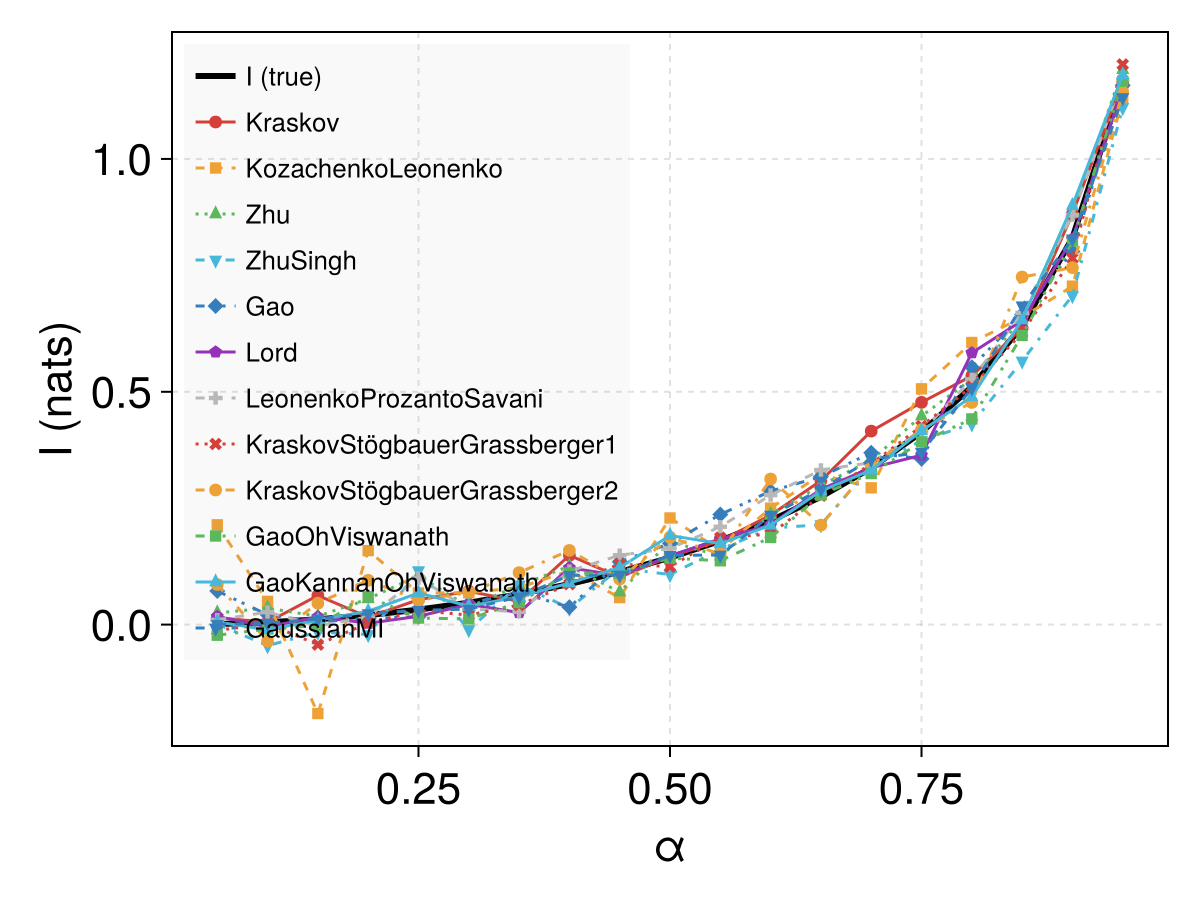 I (true)
Kraskov
KozachenkoLeonenko
Zhu
ZhuSingh
Gao
Lord
LeonenkoProzantoSavani
KraskovStögbauerGrassberger1
KraskovStögbauerGrassberger2
GaoOhViswanath
GaoKannanOhViswanath
GaussianMI
1.0
0.5
0.0
I (nats)
0.25 0.50 0.75
α